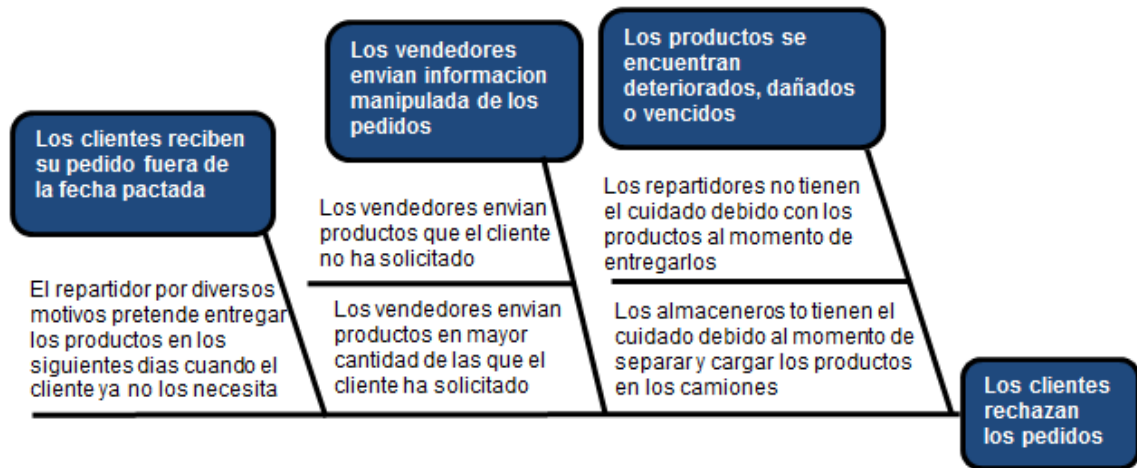 Los clientes reciben
su pedido fuera de
la fecha pactada
El repartidor por diversos
motivos pretende entregar
los productos en los
siguientes dias cuando el
cliente ya no los necesita
Los vendedores
envian informacion
manipulada de los
pedidos
Los vendedores envian
productos que el cliente
no ha solicitado
Los vendedores envian
productos en mayor
cantidad de las que el
cliente ha solicitado
Los productos se
encuentran
deteriorados, dañados
o vencidos
Los repartidores no tienen
el cuidado debido con los
productos al momento de
entregarlos
Los almaceneros to tienen el
cuidado debido al momento de
separar y cargar los productos
en los camiones
Los clientes
rechazan
los pedidos